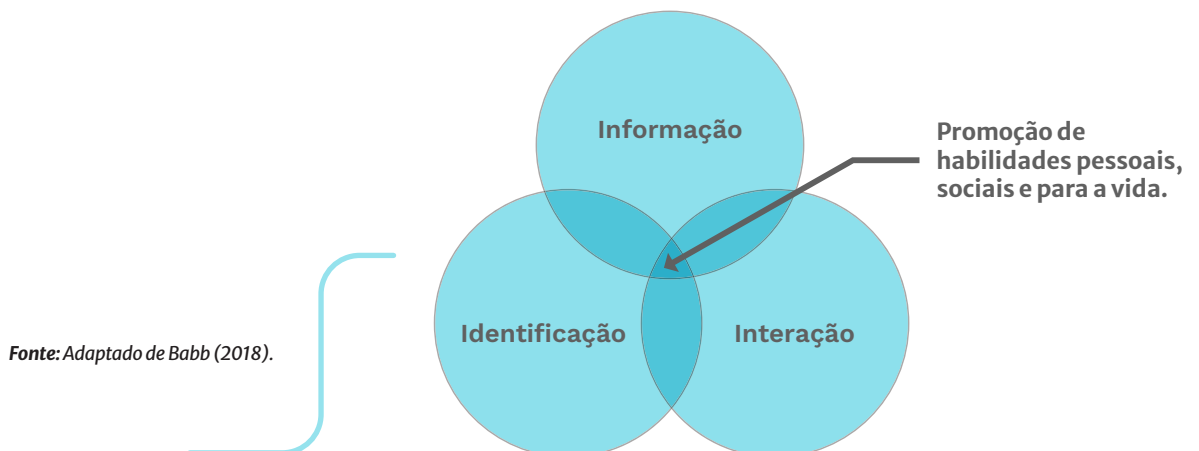 Informação
Promoção de
habilidades pessoais,
sociais e para a vida.
Identificação
Interação
Fonte: Adaptado de Babb (2018).